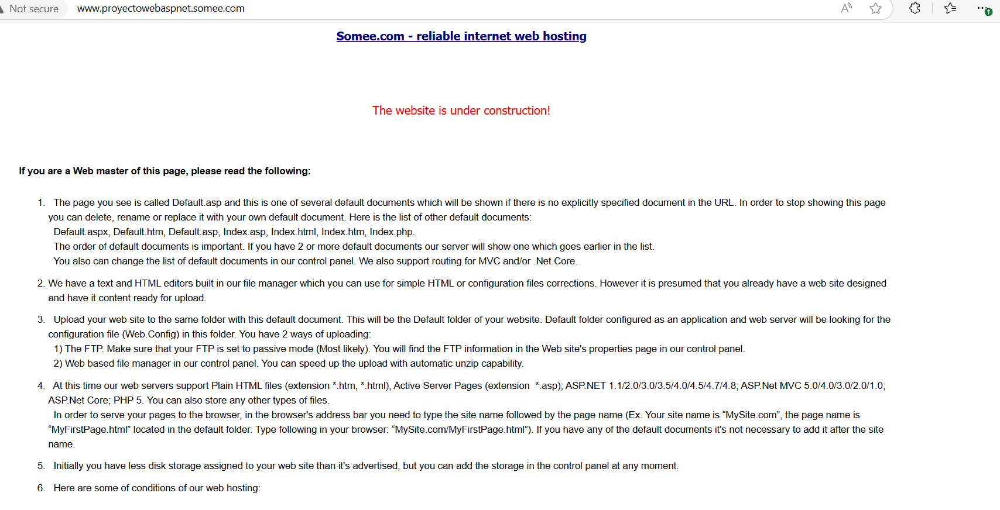 Not secure
www.proyectowebaspnet.somee.com
Somee.com - reliable internet web hosting
The website is under construction!
If you are a Web master of this page, please read the following:
1. The page you see is called Default.asp and this is one of several default documents which will be shown if there is no explicitly specified document in the URL. In order to stop showing this page
you can delete, rename or replace it with your own default document. Here is the list of other default documents:
Default.aspx, Default.htm, Default.asp, Index.asp, Index.html, Index.htm, Index.php.
The order of default documents is important. If you have 2 or more default documents our server will show one which goes earlier in the list.
You also can change the list of default documents in our control panel. We also support routing for MVC and/or .Net Core.
2. We have a text and HTML editors built in our file manager which you can use for simple HTML or configuration files corrections. However it is presumed that you already have a web site designed
and have it content ready for upload.
3. Upload your web site to the same folder with this default document. This will be the Default folder of your website. Default folder configured as an application and web server will be looking for the
configuration file (Web.Config) in this folder. You have 2 ways of uploading:
1) The FTP. Make sure that your FTP is set to passive mode (Most likely). You will find the FTP information in the Web site's properties page in our control panel.
2) Web based file manager in our control panel. You can speed up the upload with automatic unzip capability.
4. At this time our web servers support Plain HTML files (extension *.htm, *.html), Active Server Pages (extension *.asp); ASP.NET 1.1/2.0/3.0/3.5/4.0/4.5/4.7/4.8; ASP.Net MVC 5.0/4.0/3.0/2.0/1.0;
ASP.Net Core; PHP 5. You can also store any other types of files.
In order to serve your pages to the browser, in the browser's address bar you need to type the site name followed by the page name (Ex. Your site name is “MySite.com”, the page name is
“MyFirstPage.html” located in the default folder. Type following in your browser: “MySite.com/MyFirstPage.html”). If you have any of the default documents it's not necessary to add it after the site
name.
5. Initially you have less disk storage assigned to your web site than it's advertised, but you can add the storage in the control panel at any moment.
6. Here are some of conditions of our web hosting: